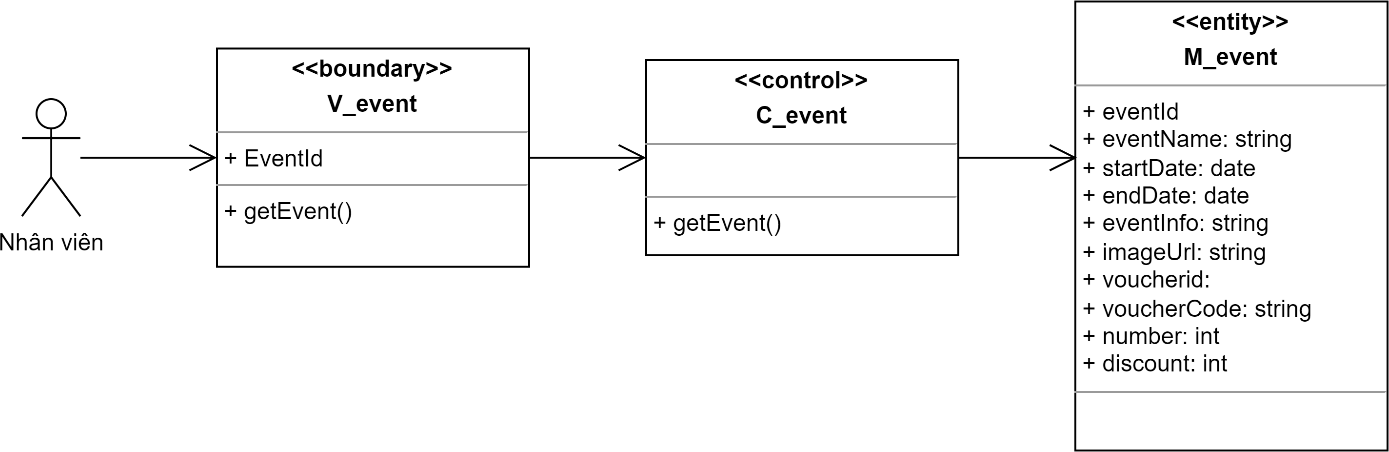 Nhân viên
<<boundary>>
V_event
+ EventId
+ getEvent()
<<control>>
C_event
+ getEvent()
<<entity>>
M_event
+ eventId
+ eventName: string
+ startDate: date
+ endDate: date
+ eventInfo: string
+ imageUrl: string
+ voucherid:
+ voucherCode: string
+ number: int
+ discount: int